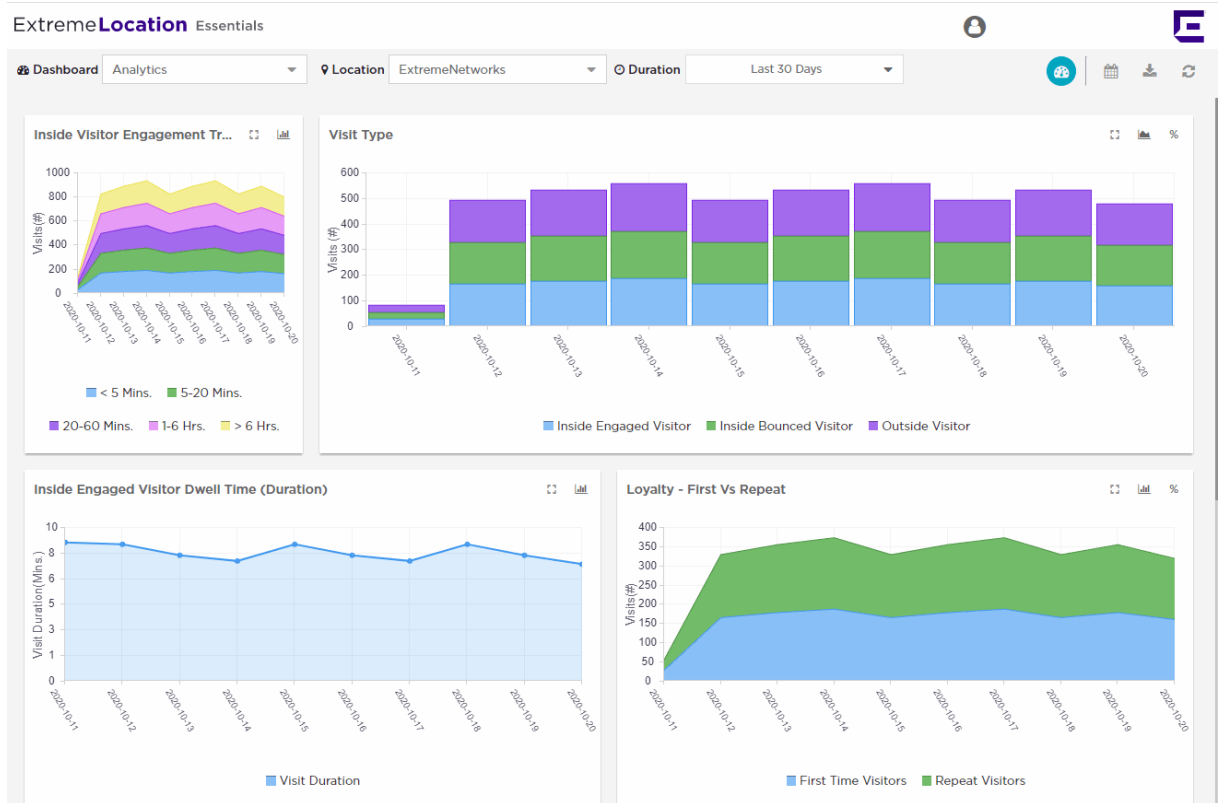 ExtremeLocation Essentials
Dashboard Analytics Location ExtremeNetworks Duration Last 30 Days
Inside Visitor Engagement Tr...
1000
800
600
400
200
0
Visits(#)
2020-10-11 2020-10-12 2020-10-13 2020-10-14 2020-10-15 2020-10-16 2020-10-17 2020-10-18 2020-10-19 2020-10-20
< 5 Mins. 5-20 Mins.
20-60 Mins. 1-6 Hrs. > 6 Hrs.
Visit Type %
600
500
400
300
200
100
0
Visits (#)
2020-10-11 2020-10-12 2020-10-13 2020-10-14 2020-10-15 2020-10-16 2020-10-17 2020-10-18 2020-10-19 2020-10-20
Inside Engaged Visitor Inside Bounced Visitor Outside Visitor
Inside Engaged Visitor Dwell Time (Duration)
10
8
6
5
3
1
0
Visit Duration(Mins.)
2020-10-11 2020-10-12 2020-10-13 2020-10-14 2020-10-15 2020-10-16 2020-10-17 2020-10-18 2020-10-19 2020-10-20
Visit Duration
Loyalty - First Vs Repeat %
400
350
300
250
200
150
100
50
0
Visits(#)
2020-10-11 2020-10-12 2020-10-13 2020-10-14 2020-10-15 2020-10-16 2020-10-17 2020-10-18 2020-10-19 2020-10-20
First Time Visitors Repeat Visitors